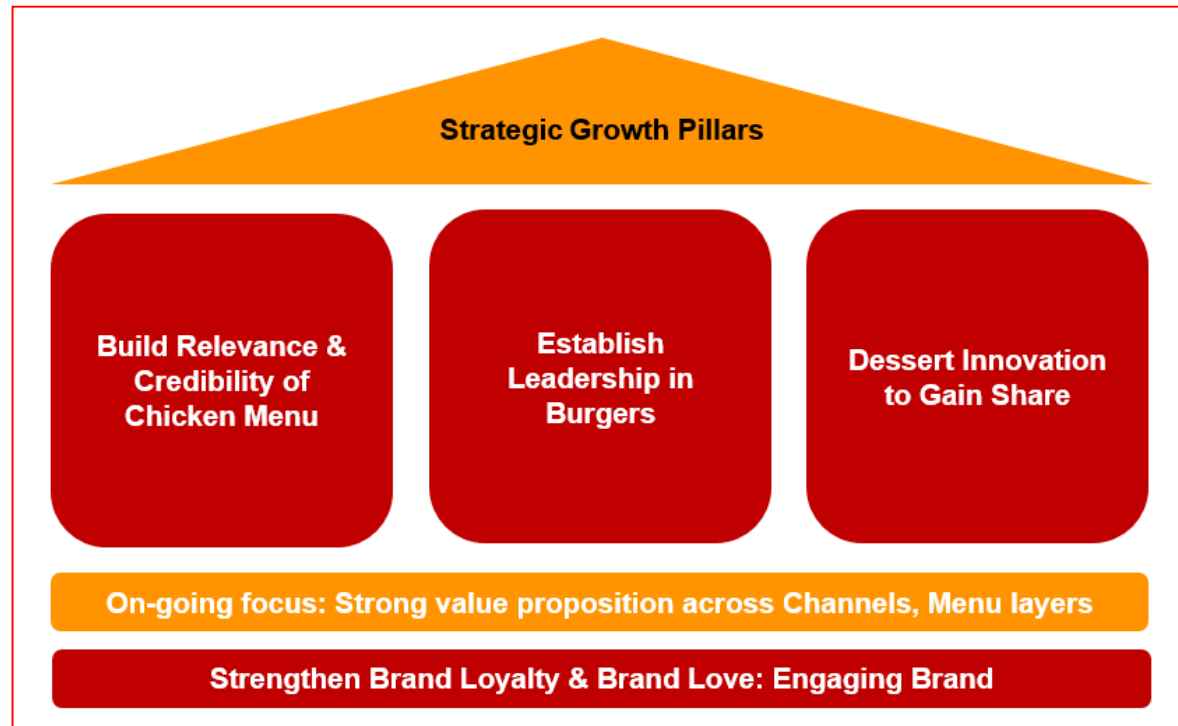 Strategic Growth Pillars
Build Relevance &
Credibility of
Chicken Menu
Establish
Leadership in
Burgers
Dessert Innovation
to Gain Share
On-going focus: Strong value proposition across Channels, Menu layers
Strengthen Brand Loyalty & Brand Love: Engaging Brand